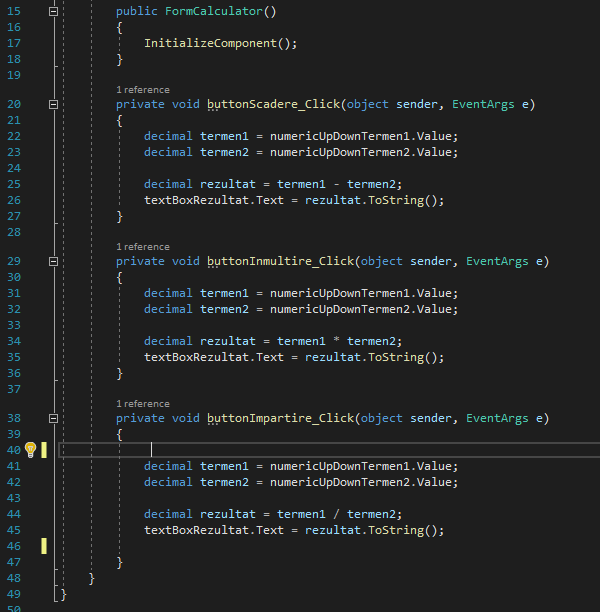 15 public FormCalculator()
16 {
17 InitializeComponent();
18 }
19
1 reference
20 private void buttonScadere_Click(object sender, EventArgs e)
21 {
22 decimal termen1 = numericUpDownTermen1.Value;
23 decimal termen2 = numericUpDownTermen2.Value;
24
25 decimal rezultat = termen1 - termen2;
26 textBoxRezultat.Text = rezultat.ToString();
27 }
28
1 reference
29 private void buttonInmultire_Click(object sender, EventArgs e)
30 {
31 decimal termen1 = numericUpDownTermen1.Value;
32 decimal termen2 = numericUpDownTermen2.Value;
33
34 decimal rezultat = termen1 * termen2;
35 textBoxRezultat.Text = rezultat.ToString();
36 }
37
1 reference
38 private void buttonImpartire_Click(object sender, EventArgs e)
39 {
40
41 decimal termen1 = numericUpDownTermen1.Value;
42 decimal termen2 = numericUpDownTermen2.Value;
43
44 decimal rezultat = termen1 / termen2;
45 textBoxRezultat.Text = rezultat.ToString();
46
47 }
48 }
49 }
50